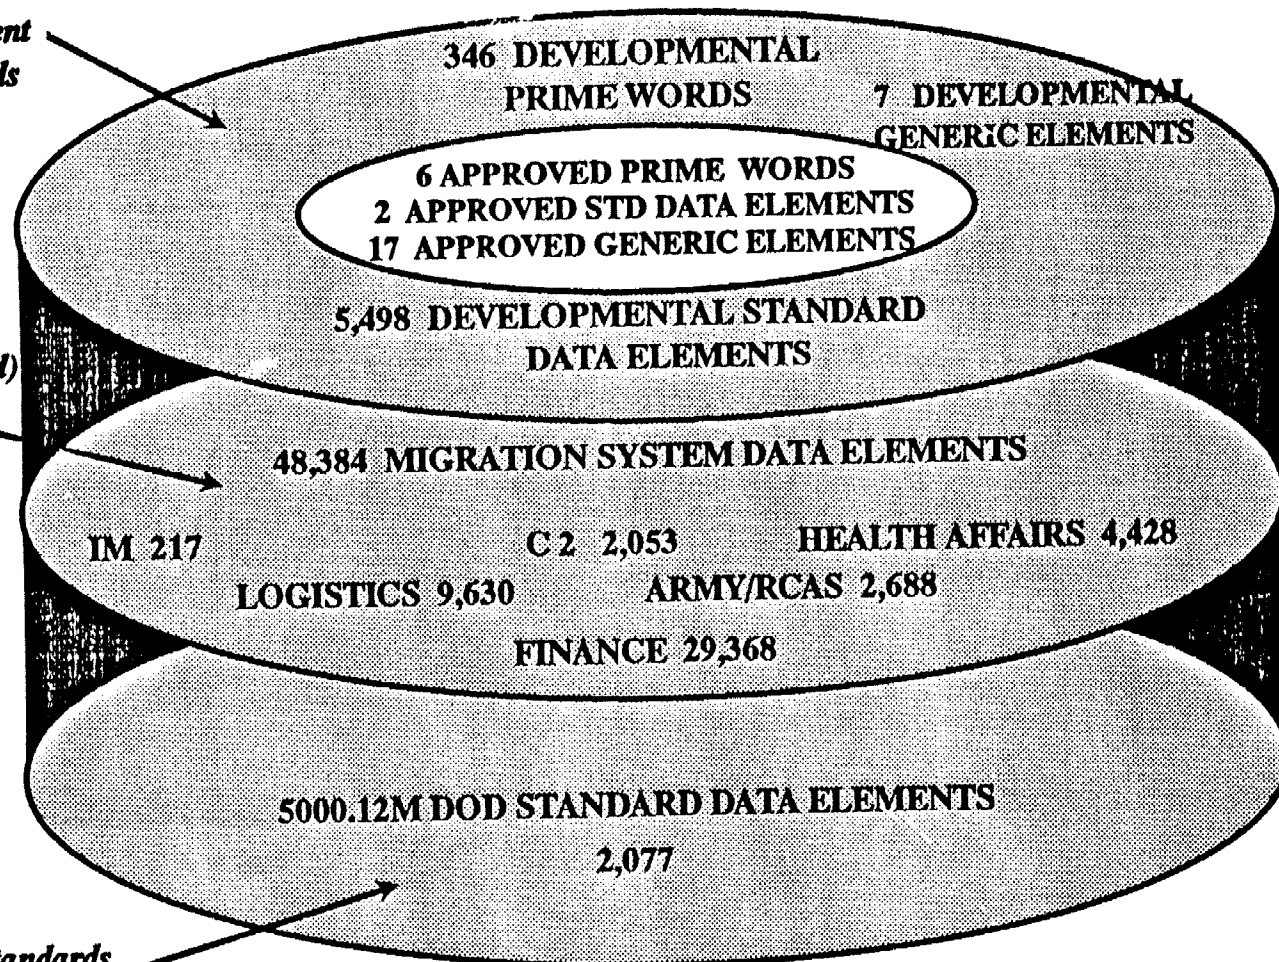 346 DEVELOPMENTAL
PRIME WORDS
7 DEVELOPMENTAL
GENERIC ELEMENTS
6 APPROVED PRIME WORDS
2 APPROVED STD DATA ELEMENTS
17 APPROVED GENERIC ELEMENTS
5,498 DEVELOPMENTAL STANDARD
DATA ELEMENTS
48,384 MIGRATION SYSTEM DATA ELEMENTS
IM 217
C 2 2,053
HEALTH AFFAIRS 4,428
LOGISTICS 9,630
ARMY/RCAS 2,688
FINANCE 29,368
5000.12M DOD STANDARD DATA ELEMENTS
2,077